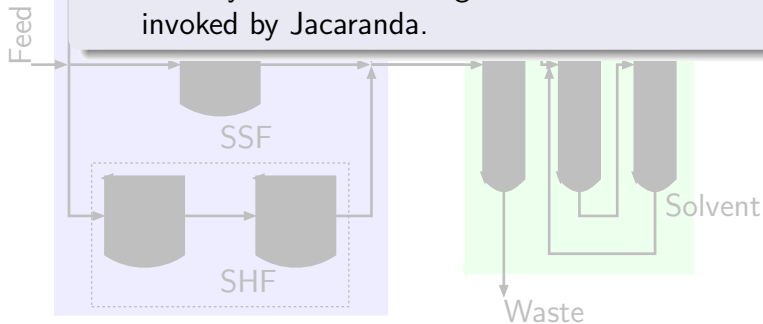 invoked by Jacaranda.
Feed
SSF
Solvent
SHF
Waste